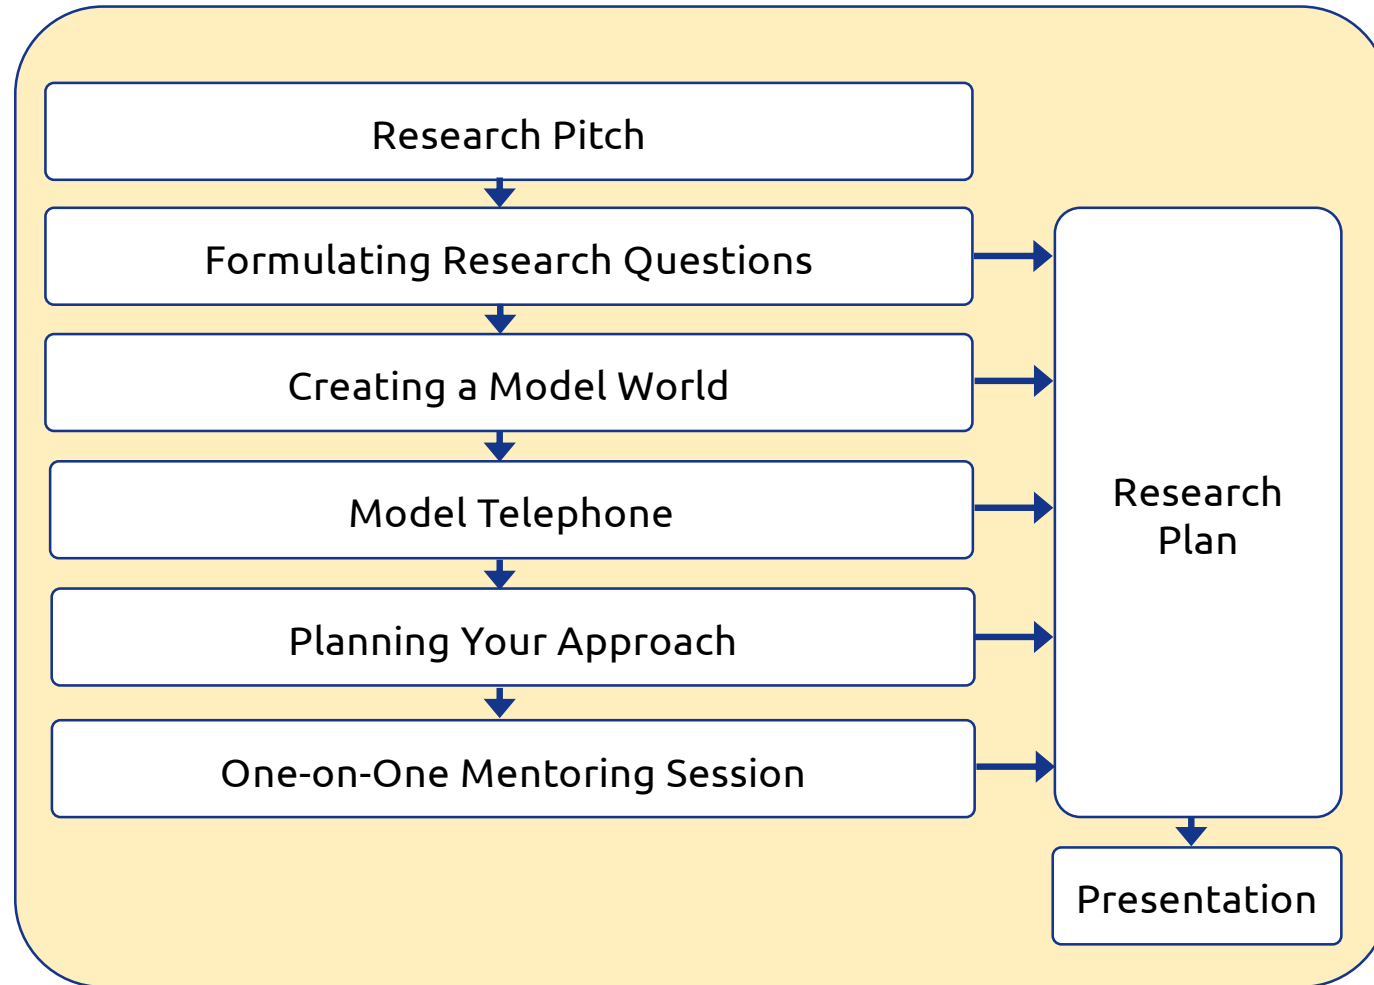 Research Pitch
Formulating Research Questions
Creating a Model World
Model Telephone
Planning Your Approach
One-on-One Mentoring Session
Research
Plan
Presentation